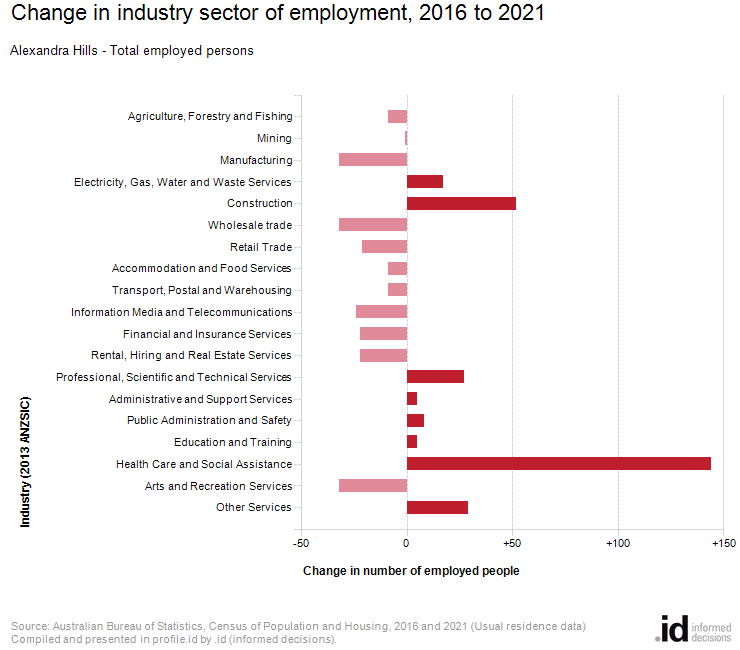 Change in industry sector of employment, 2016 to 2021
Alexandra Hills - Total employed persons
Agriculture, Forestry and Fishing
Mining
Manufacturing
Electricity, Gas, Water and Waste Services
Construction
Wholesale trade
Retail Trade
Accommodation and Food Services
Transport, Postal and Warehousing
Information Media and Telecommunications
Financial and Insurance Services
Rental, Hiring and Real Estate Services
Professional, Scientific and Technical Services
Administrative and Support Services
Public Administration and Safety
Education and Training
Health Care and Social Assistance
Arts and Recreation Services
Other Services
Industry (2013 ANZSIC)
-50 0 +50 +100 +150
Change in number of employed people
Source: Australian Bureau of Statistics, Census of Population and Housing, 2016 and 2021 (Usual residence data)
Compiled and presented in profile.id by .id (informed decisions).
.id informed
decisions